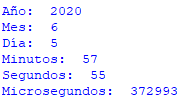 Año:  2020
Mes:  6
Día:  5
Minutos:  57
Segundos:  55
Microsegundos:  372993